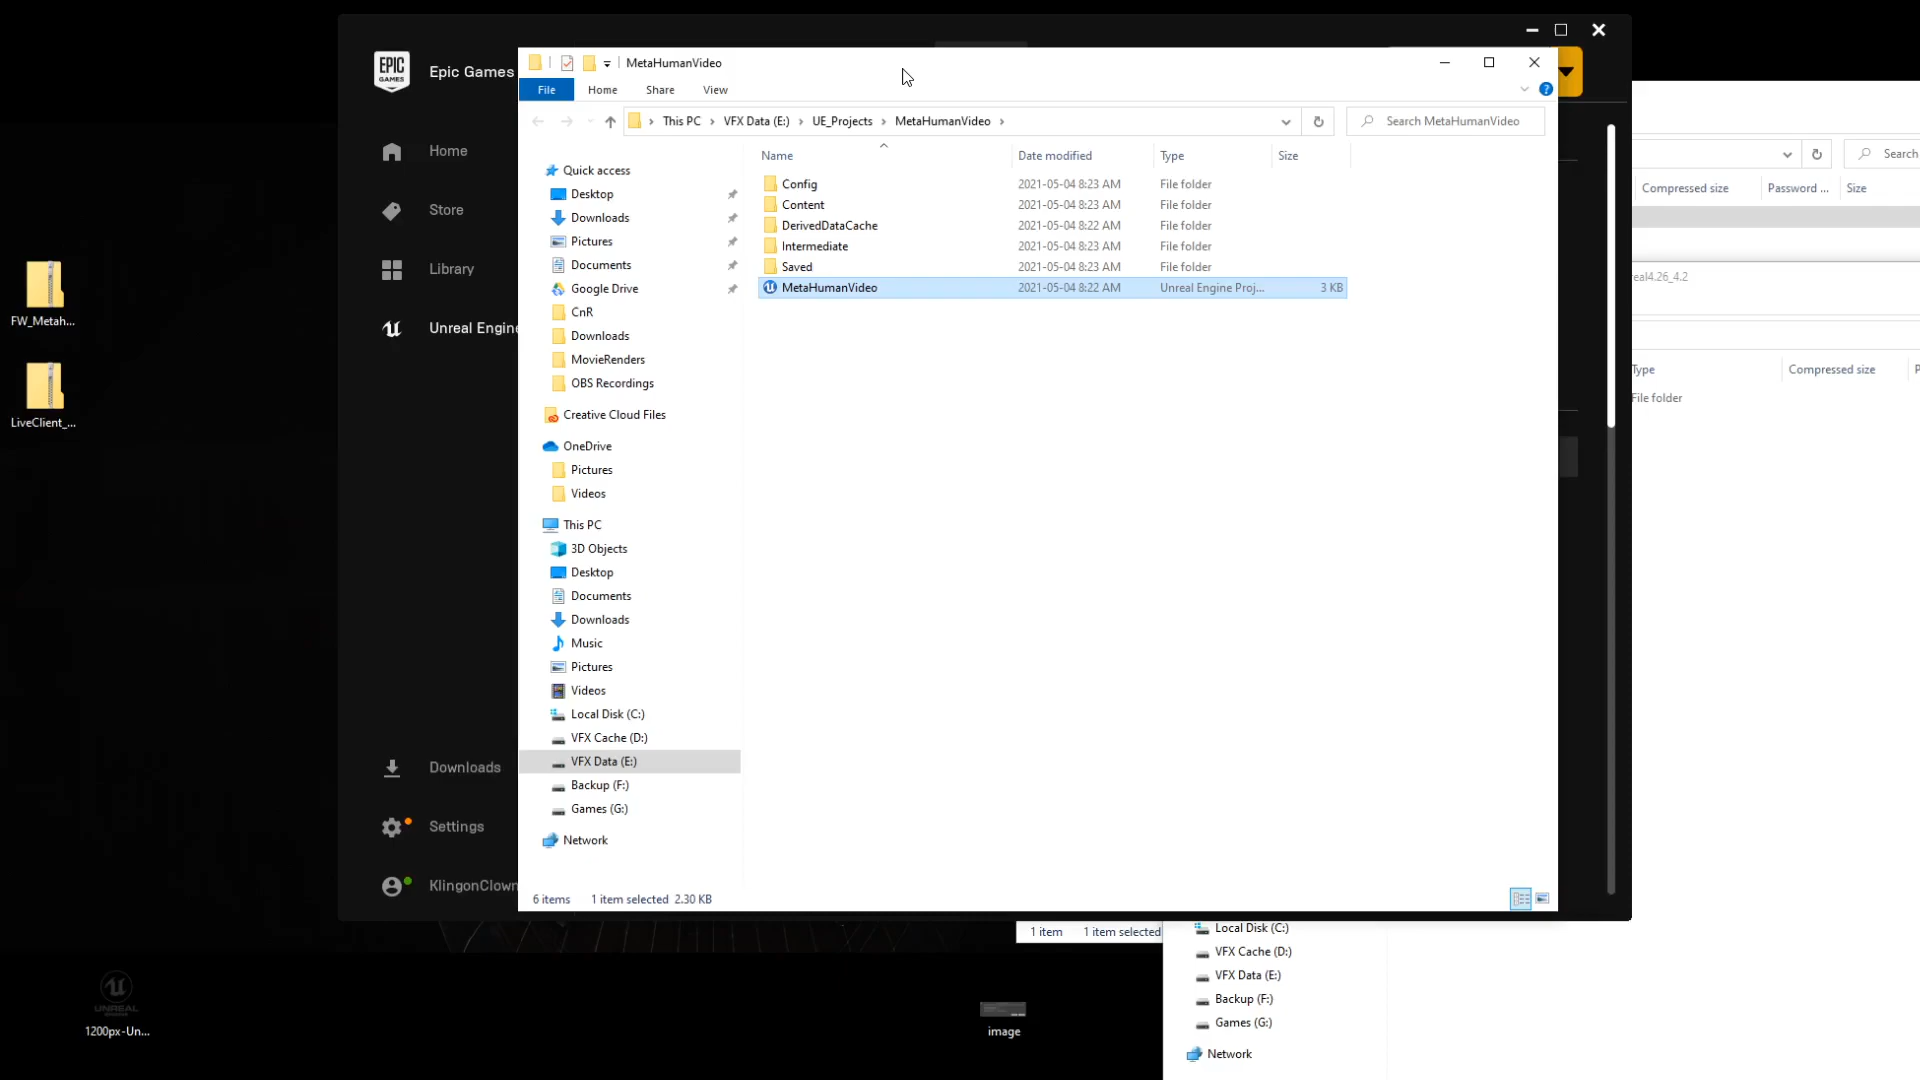 EPIC
GAMES
Epic Games
Home
Store
Library
Unreal Engine
Downloads
Settings
KlingonClown
MetaHumanVideo
File Home Share View
This PC VFX Data (E:) UE_Projects MetaHumanVideo
Search MetaHumanVideo
Name Date modified Type Size
Config 2021-05-04 8:23 AM File folder
Content 2021-05-04 8:23 AM File folder
DerivedDataCache 2021-05-04 8:22 AM File folder
Intermediate 2021-05-04 8:23 AM File folder
Saved 2021-05-04 8:23 AM File folder
MetaHumanVideo 2021-05-04 8:22 AM Unreal Engine Proj... 3 KB
Quick access
Desktop
Downloads
Pictures
Documents
Google Drive
CnR
Downloads
MovieRenders
OBS Recordings
Creative Cloud Files
OneDrive
Pictures
Videos
This PC
3D Objects
Desktop
Documents
Downloads
Music
Pictures
Videos
Local Disk (C:)
VFX Cache (D:)
VFX Data (E:)
Backup (F:)
Games (G:)
Network
6 items 1 item selected 2.30 KB
Search
Compressed size Password ... Size
real4.26_4.2
Type Compressed size P
File folder
1 item 1 item selected
Local Disk (C:)
VFX Cache (D:)
VFX Data (E:)
Backup (F:)
Games (G:)
Network
FW_Metah...
LiveClient_...
UNREAL
1200px-Un...
image